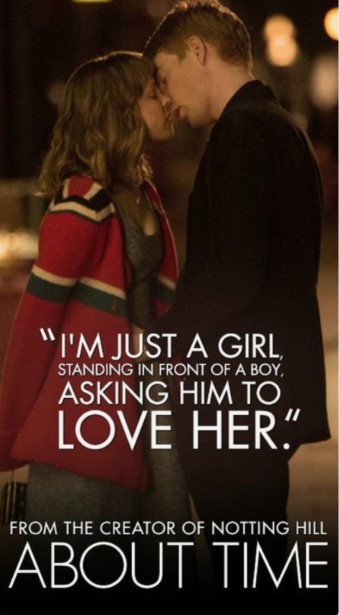 “I'M JUST A GIRL,
STANDING IN FRONT OF A BOY,
ASKING HIM TO
LOVE HER.“
FROM THE CREATOR OF NOTTING HILL
ABOUT TIME